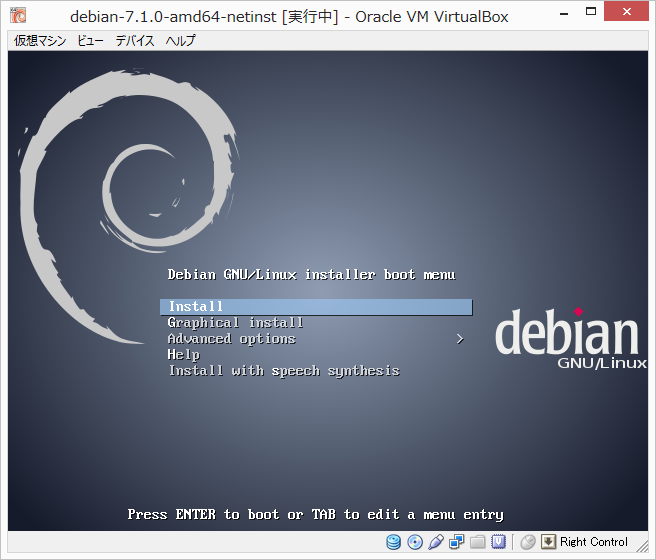 debian-7.1.0-amd64-netinst [実行中] - Oracle VM VirtualBox
仮想マシン ビュー デバイス ヘルプ
Debian GNU/Linux installer boot menu
Install
Graphical install
Advanced options >
Help
Install with speech synthesis
debian
GNU/Linux
Press ENTER to boot or TAB to edit a menu entry
Right Control